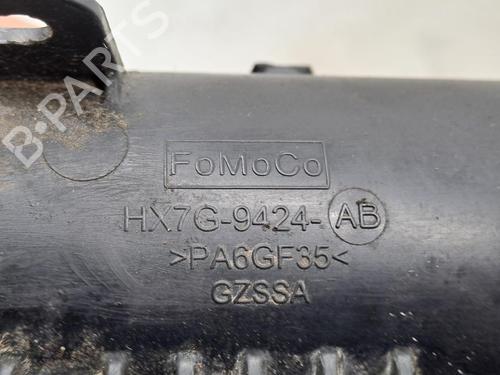 FoMoCo
HX7G-9424-AB
>PA6GF35<
GZSSA
B-PARTS